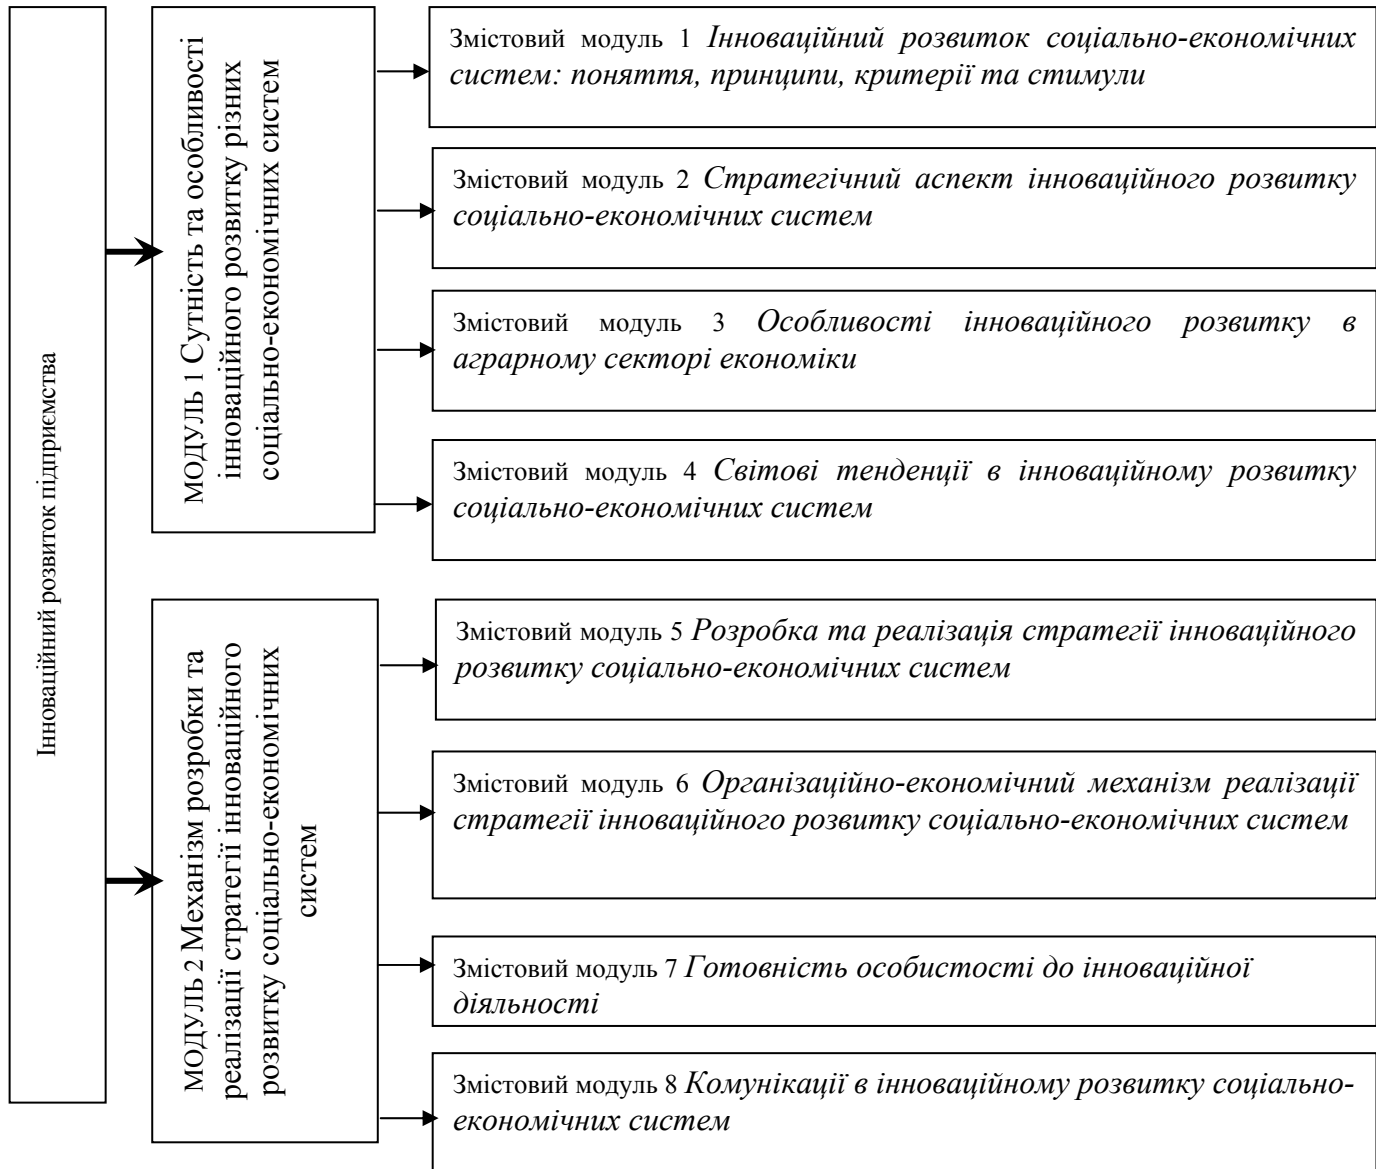 Інноваційний розвиток підприємства
МОДУЛЬ 1 Сутність та особливості
інноваційного розвитку різних
соціально-економічних систем
Змістовий модуль 1 Інноваційний розвиток соціально-економічних
систем: поняття, принципи, критерії та стимули
Змістовий модуль 2 Стратегічний аспект інноваційного розвитку
соціально-економічних систем
Змістовий модуль 3 Особливості інноваційного розвитку в
аграрному секторі економіки
Змістовий модуль 4 Світові тенденції в інноваційному розвитку
соціально-економічних систем
МОДУЛЬ 2 Механізм розробки та
реалізації стратегії інноваційного
розвитку соціально-економічних
систем
Змістовий модуль 5 Розробка та реалізація стратегії інноваційного
розвитку соціально-економічних систем
Змістовий модуль 6 Організаційно-економічний механізм реалізації
стратегії інноваційного розвитку соціально-економічних систем
Змістовий модуль 7 Готовність особистості до інноваційної
діяльності
Змістовий модуль 8 Комунікації в інноваційному розвитку соціально-
економічних систем